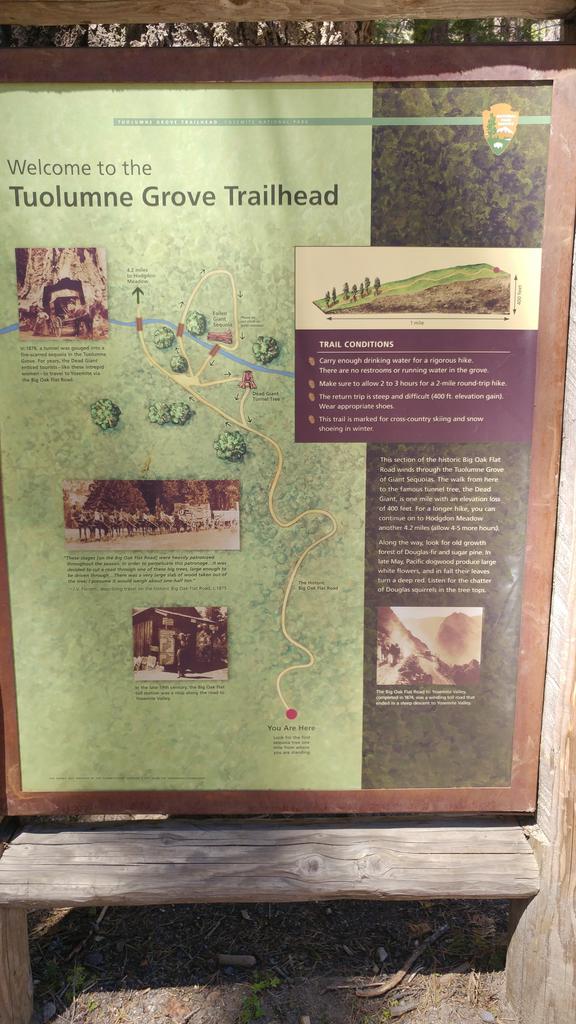 TUOLUMNE GROVE TRAILHEAD YOSEMITE NATIONAL PARK
Welcome to the
Tuolumne Grove Trailhead
4.2 miles
to Hodgdon
Meadow
Fallen
Giant
Sequoia
Dead Giant
Tunnel Tree
In 1878, a tunnel was gouged into a
fire-scarred sequoia in the Tuolumne
Grove. For years, the Dead Giant
enticed tourists – like these intrepid
women – to travel to Yosemite via
the Big Oak Flat Road.
400 feet
1 mile
TRAIL CONDITIONS
Carry enough drinking water for a rigorous hike.
There are no restrooms or running water in the grove.
Make sure to allow 2 to 3 hours for a 2-mile round-trip hike.
The return trip is steep and difficult (400 ft. elevation gain).
Wear appropriate shoes.
This trail is marked for cross-country skiing and snow
shoeing in winter.
This section of the historic Big Oak Flat
Road winds through the Tuolumne Grove
of Giant Sequoias. The walk from here
to the famous tunnel tree, the Dead
Giant, is one mile with an elevation loss
of 400 feet. For a longer hike, you can
continue on to Hodgdon Meadow
another 4.2 miles (allow 4-5 more hours).
Along the way, look for old growth
forest of Douglas-fir and sugar pine. In
late May, Pacific dogwood produce large
white flowers, and in fall their leaves
turn a deep red. Listen for the chatter
of Douglas squirrels in the tree tops.
"These stages [on the Big Oak Flat Road] were heavily patronized
throughout the season. In order to perpetuate this patronage...it was
decided to cut a road through one of these big trees, large enough to
be driven through....There was a very large slab of wood taken out of
the tree; I presume it would weigh about one-half ton."
describing travel on the historic Big Oak Flat Road, c.1875
The Historic
Big Oak Flat Road
In the late 19th century, the Big Oak Flat
toll station was a stop along the road to
Yosemite Valley.
The Big Oak Flat Road to Yosemite Valley,
completed in 1874, was a winding toll road that
ended in a steep descent to Yosemite Valley.
You Are Here
Look for the first
sequoia tree one
mile from where
you are standing.